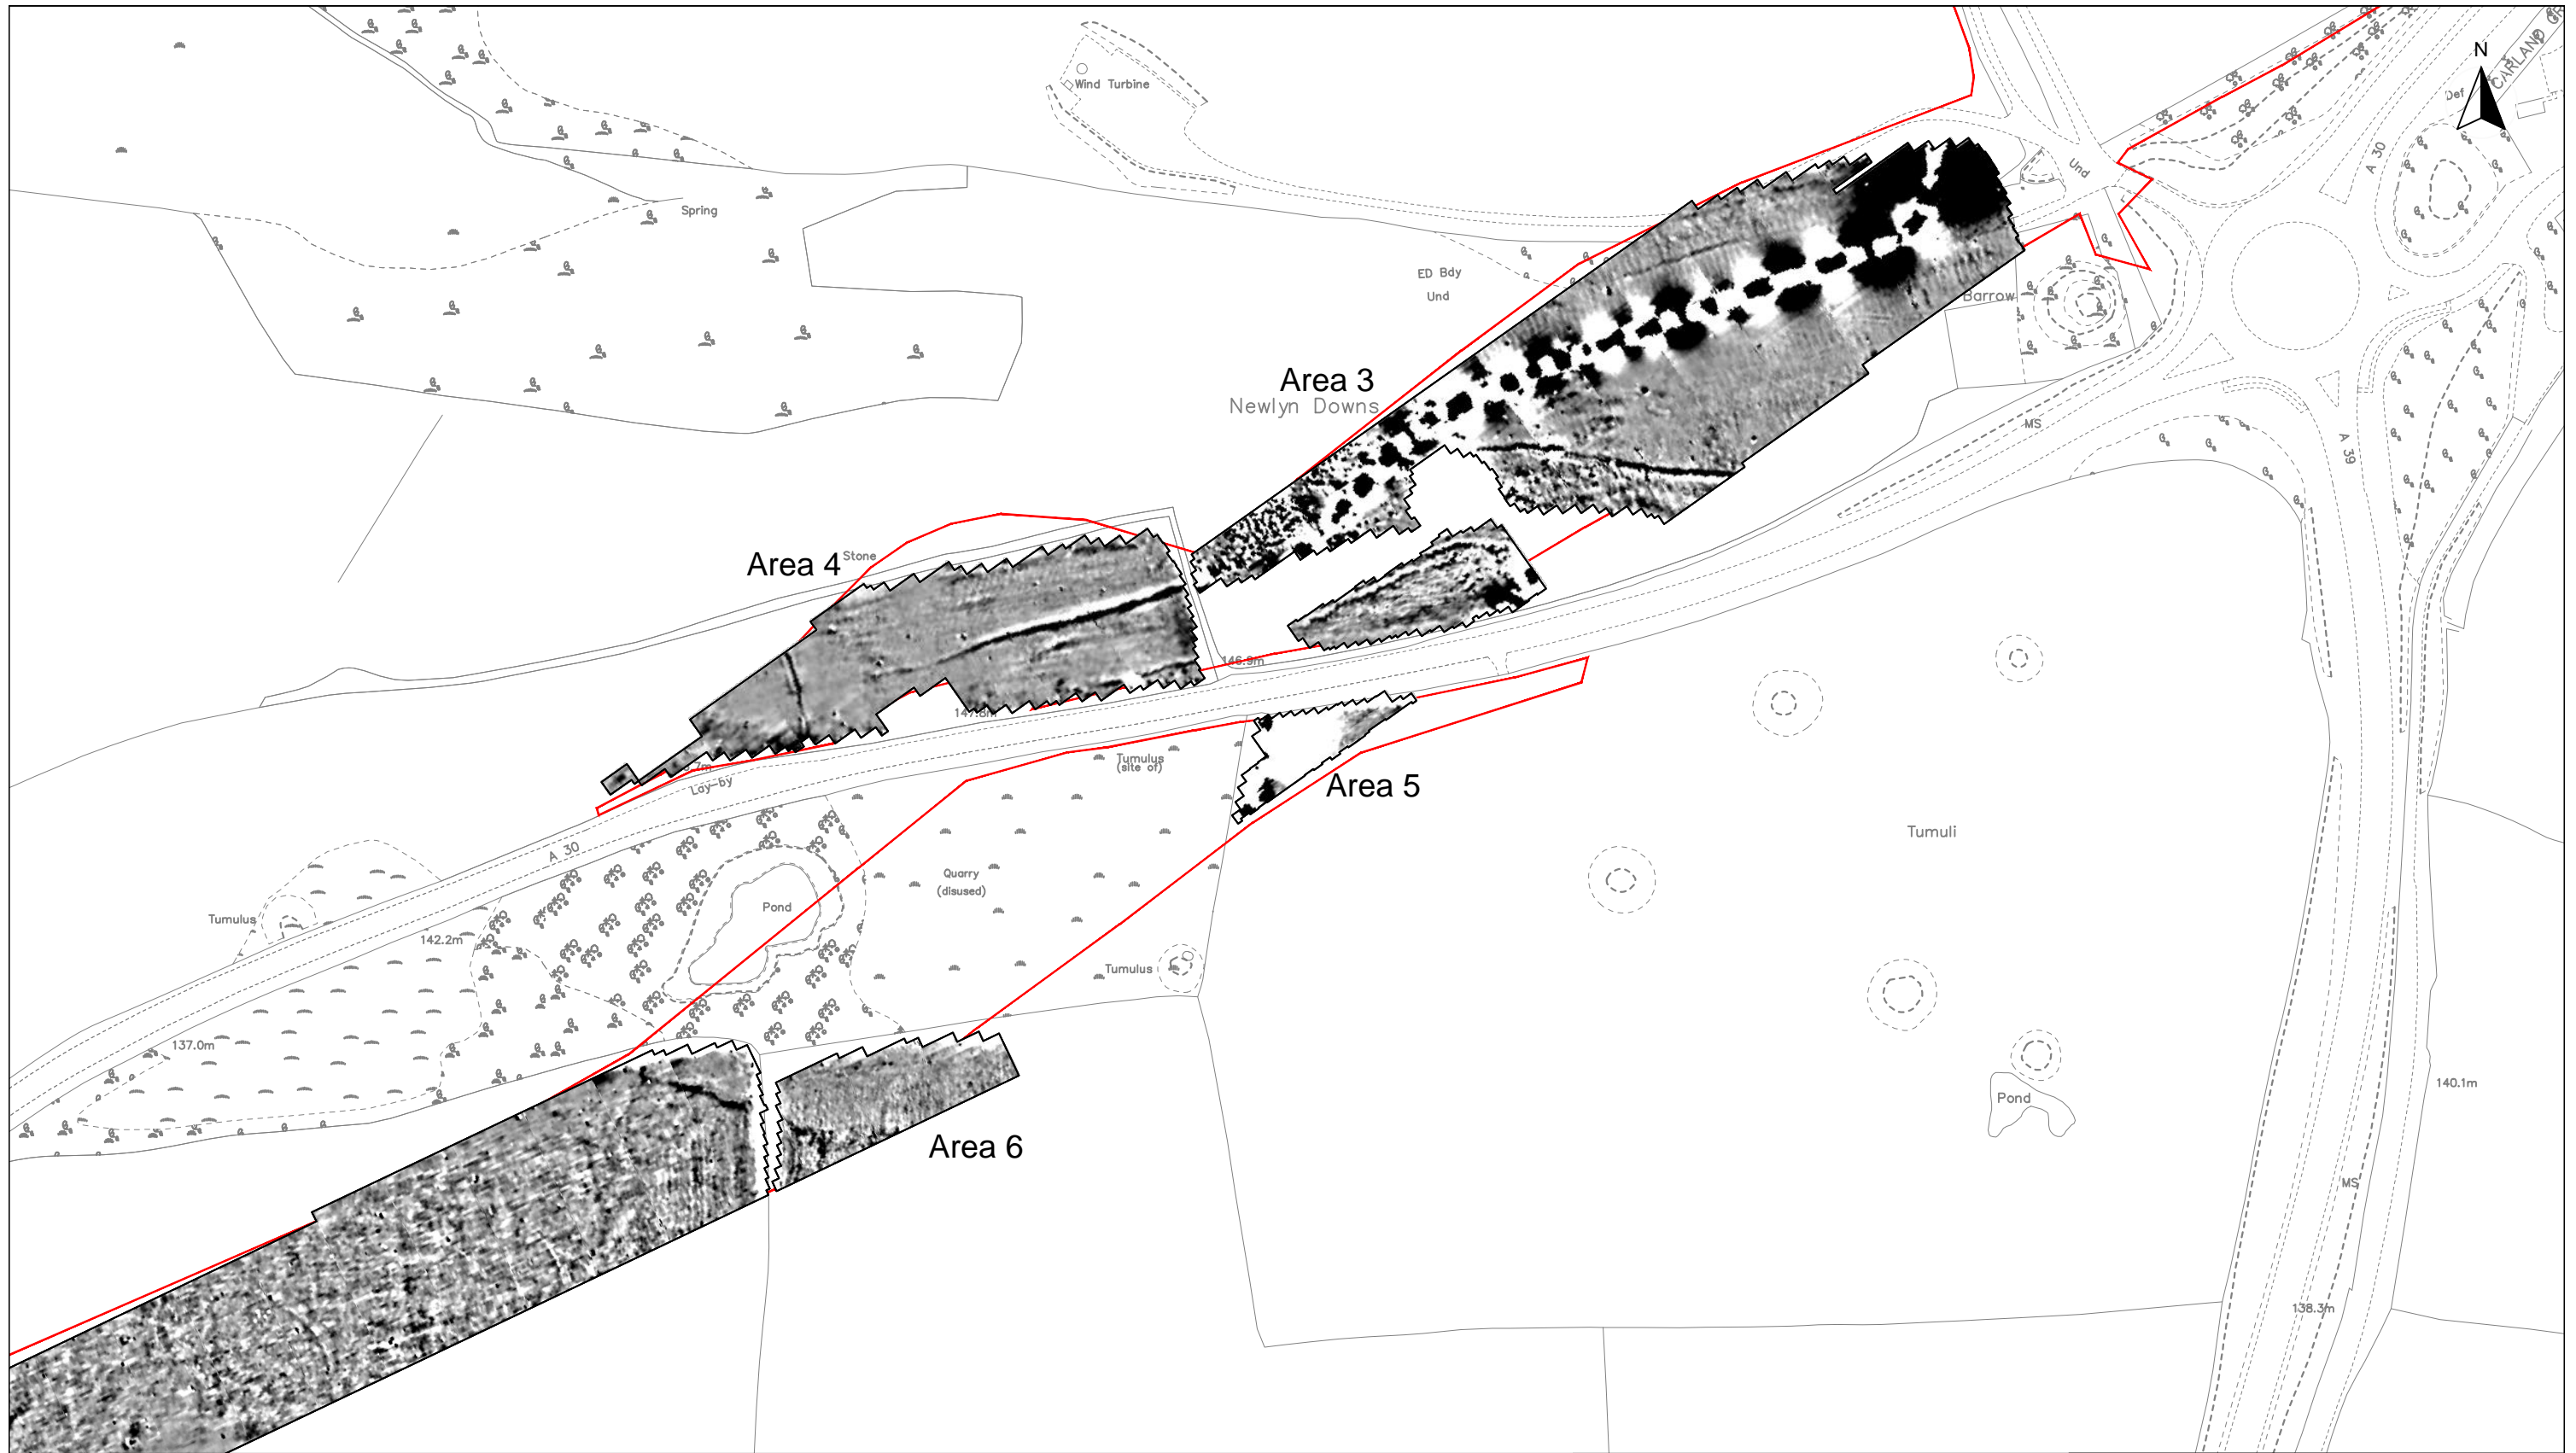 N
CARLAND
Def
A 30
Wind Turbine
Und
Spring
ED Bdy
Und
Barrow
Area 3
Newlyn Downs
MS
A 39
Area 4
Stone
146.9m
147.8m
Tumulus
(site of)
Area 5
Lay-by
Tumuli
A 30
Quarry
(disused)
Pond
Tumulus
142.2m
Tumulus
137.0m
140.1m
Pond
Area 6
MS
138.3m